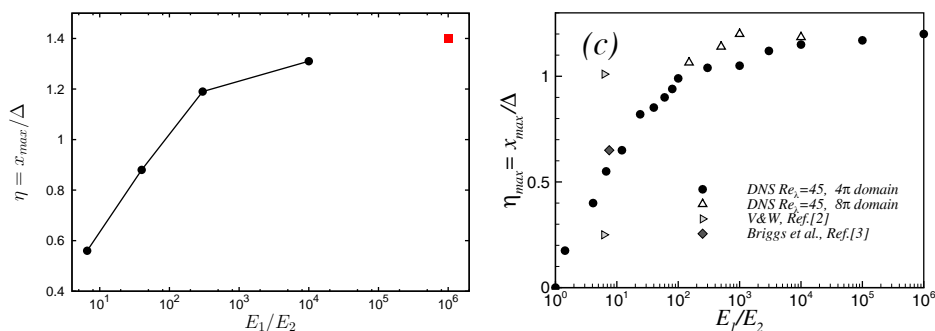 1.4
1.2
1
0.8
0.6
0.4
η = x_max/Δ
10^1 10^2 10^3 10^4 10^5 10^6
E_1/E_2
(c)
1
0.5
0
η_max = x_max/Δ
DNS Re_λ=45, 4π domain
DNS Re_λ=45, 8π domain
V&W, Ref.[2]
Briggs et al., Ref.[3]
10^0 10^1 10^2 10^3 10^4 10^5 10^6
E_1/E_2